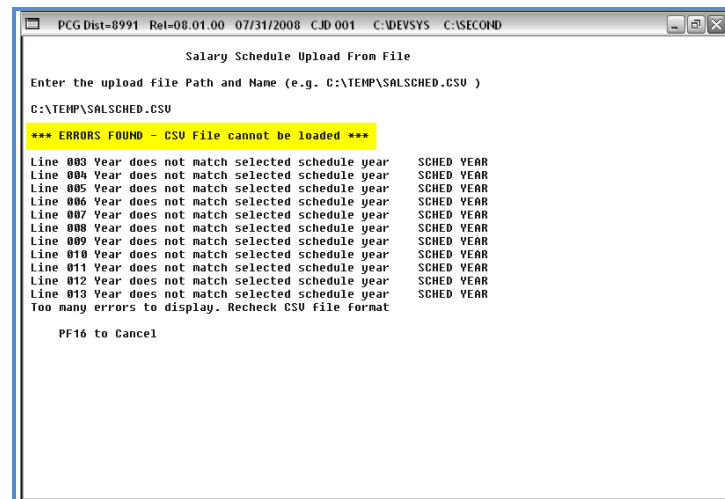 PCG Dist=8991 Rel=08.01.00 07/31/2008 CJD 001 C:\DEVSYS C:\SECOND
Salary Schedule Upload From File
Enter the upload file Path and Name (e.g. C:\TEMP\SALSCHED.CSV )
C:\TEMP\SALSCHED.CSV
*** ERRORS FOUND - CSV File cannot be loaded ***
Line 003 Year does not match selected schedule year SCHED YEAR
Line 004 Year does not match selected schedule year SCHED YEAR
Line 005 Year does not match selected schedule year SCHED YEAR
Line 006 Year does not match selected schedule year SCHED YEAR
Line 007 Year does not match selected schedule year SCHED YEAR
Line 008 Year does not match selected schedule year SCHED YEAR
Line 009 Year does not match selected schedule year SCHED YEAR
Line 010 Year does not match selected schedule year SCHED YEAR
Line 011 Year does not match selected schedule year SCHED YEAR
Line 012 Year does not match selected schedule year SCHED YEAR
Line 013 Year does not match selected schedule year SCHED YEAR
Too many errors to display. Recheck CSV file format
PF16 to Cancel